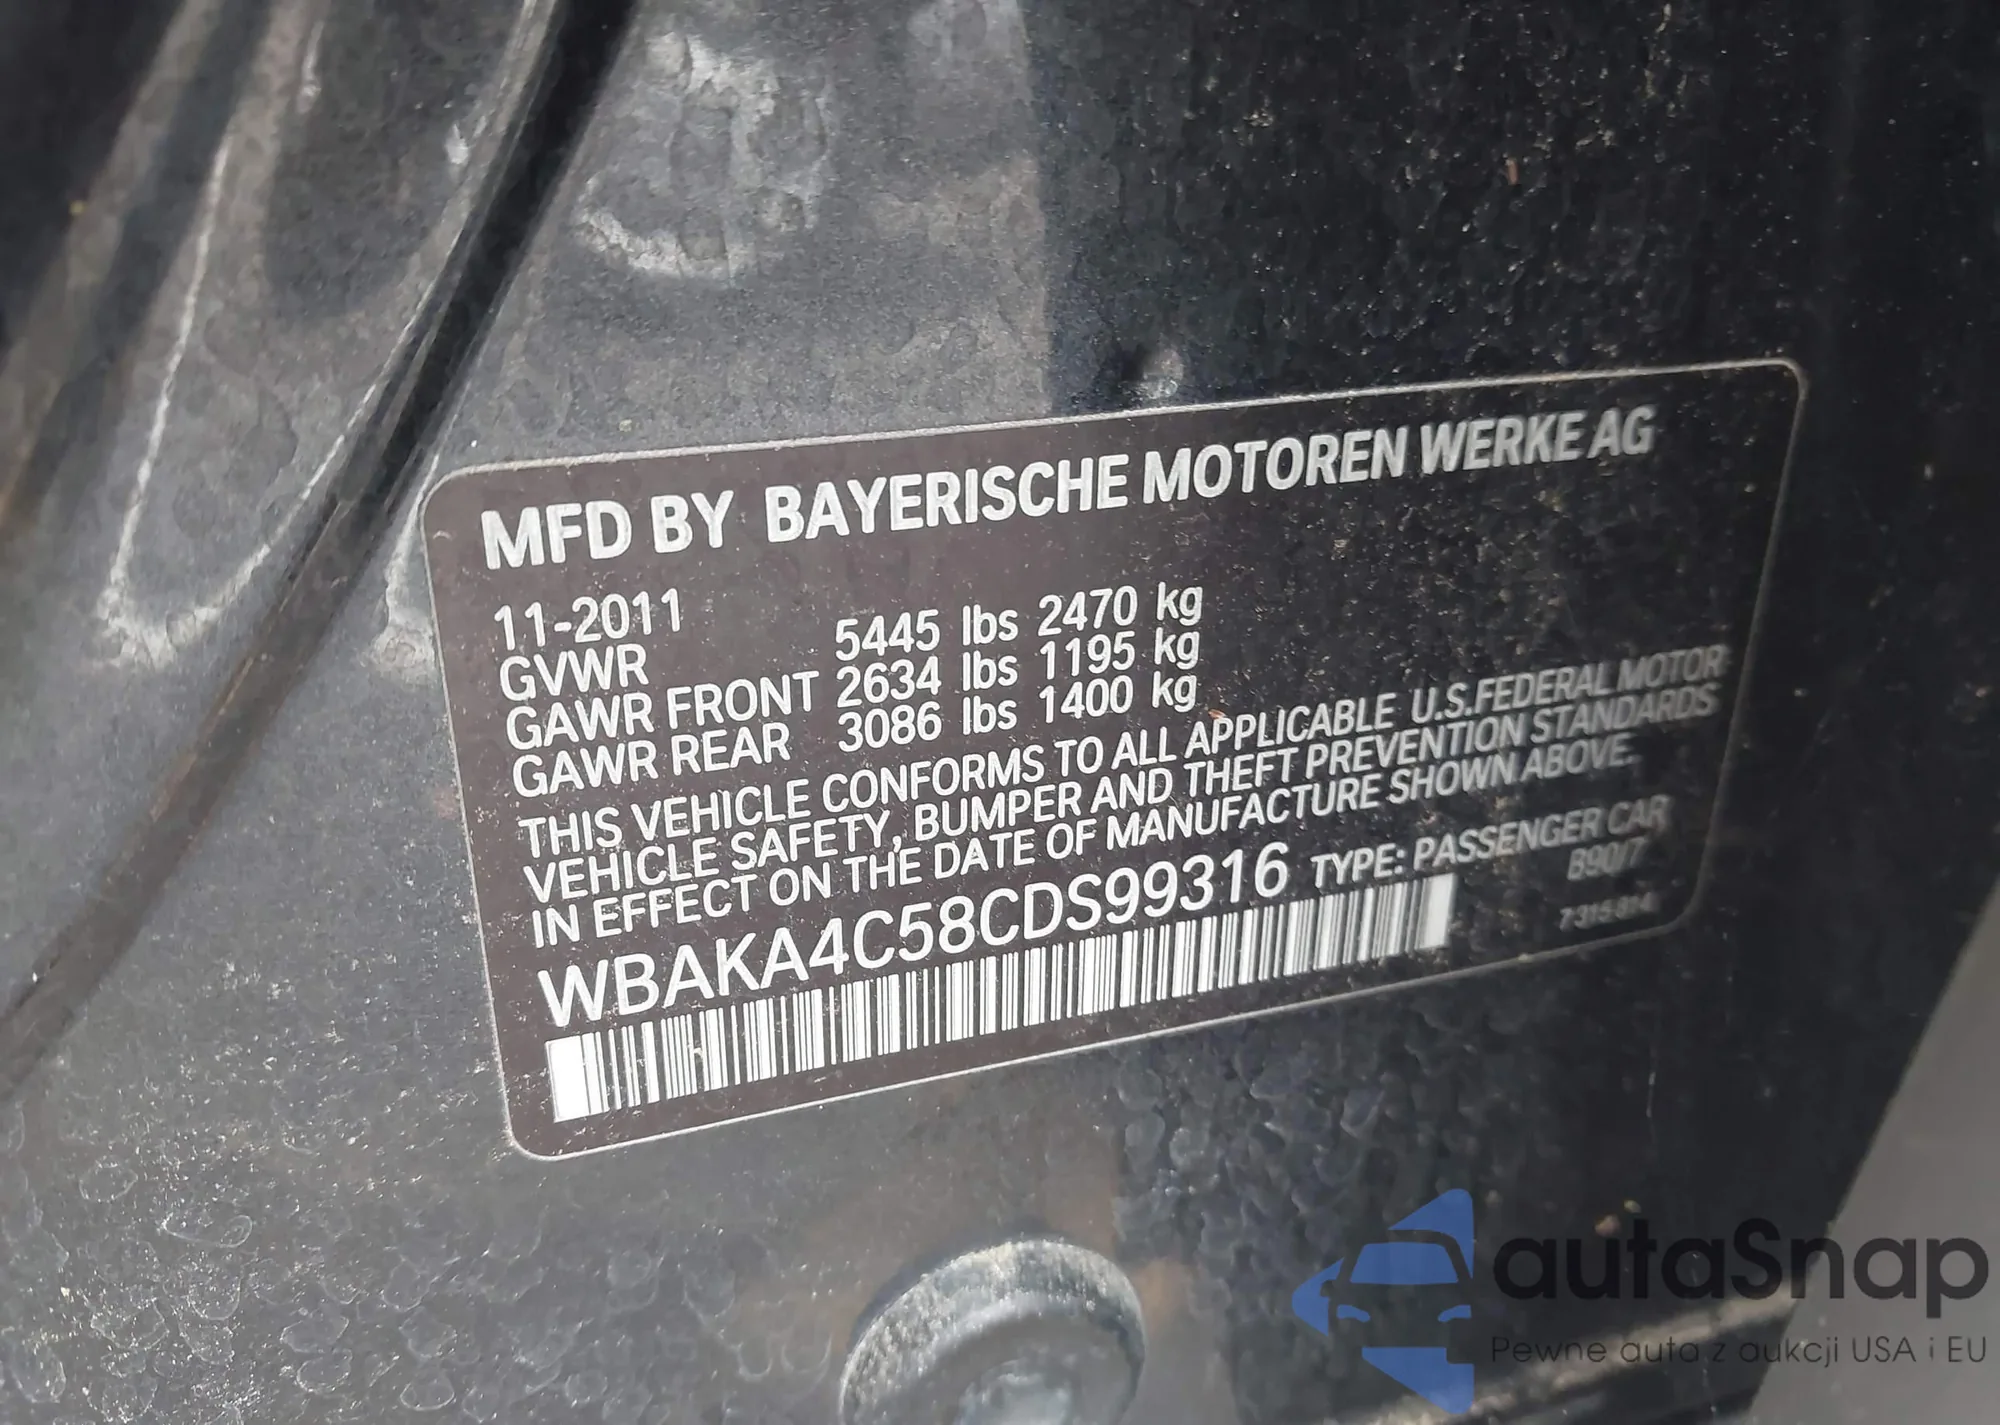 MFD BY BAYERISCHE MOTOREN WERKE AG
11-2011
GVWR 5445 lbs 2470 kg
GAWR FRONT 2634 lbs 1195 kg
GAWR REAR 3086 lbs 1400 kg
THIS VEHICLE CONFORMS TO ALL APPLICABLE U.S.FEDERAL MOTOR
VEHICLE SAFETY, BUMPER AND THEFT PREVENTION STANDARDS
IN EFFECT ON THE DATE OF MANUFACTURE SHOWN ABOVE.
WBAKA4C58CDS99316 TYPE: PASSENGER CAR
B90/7
7 315 814
autaSnap
Pewne auta z aukcji USA i EU